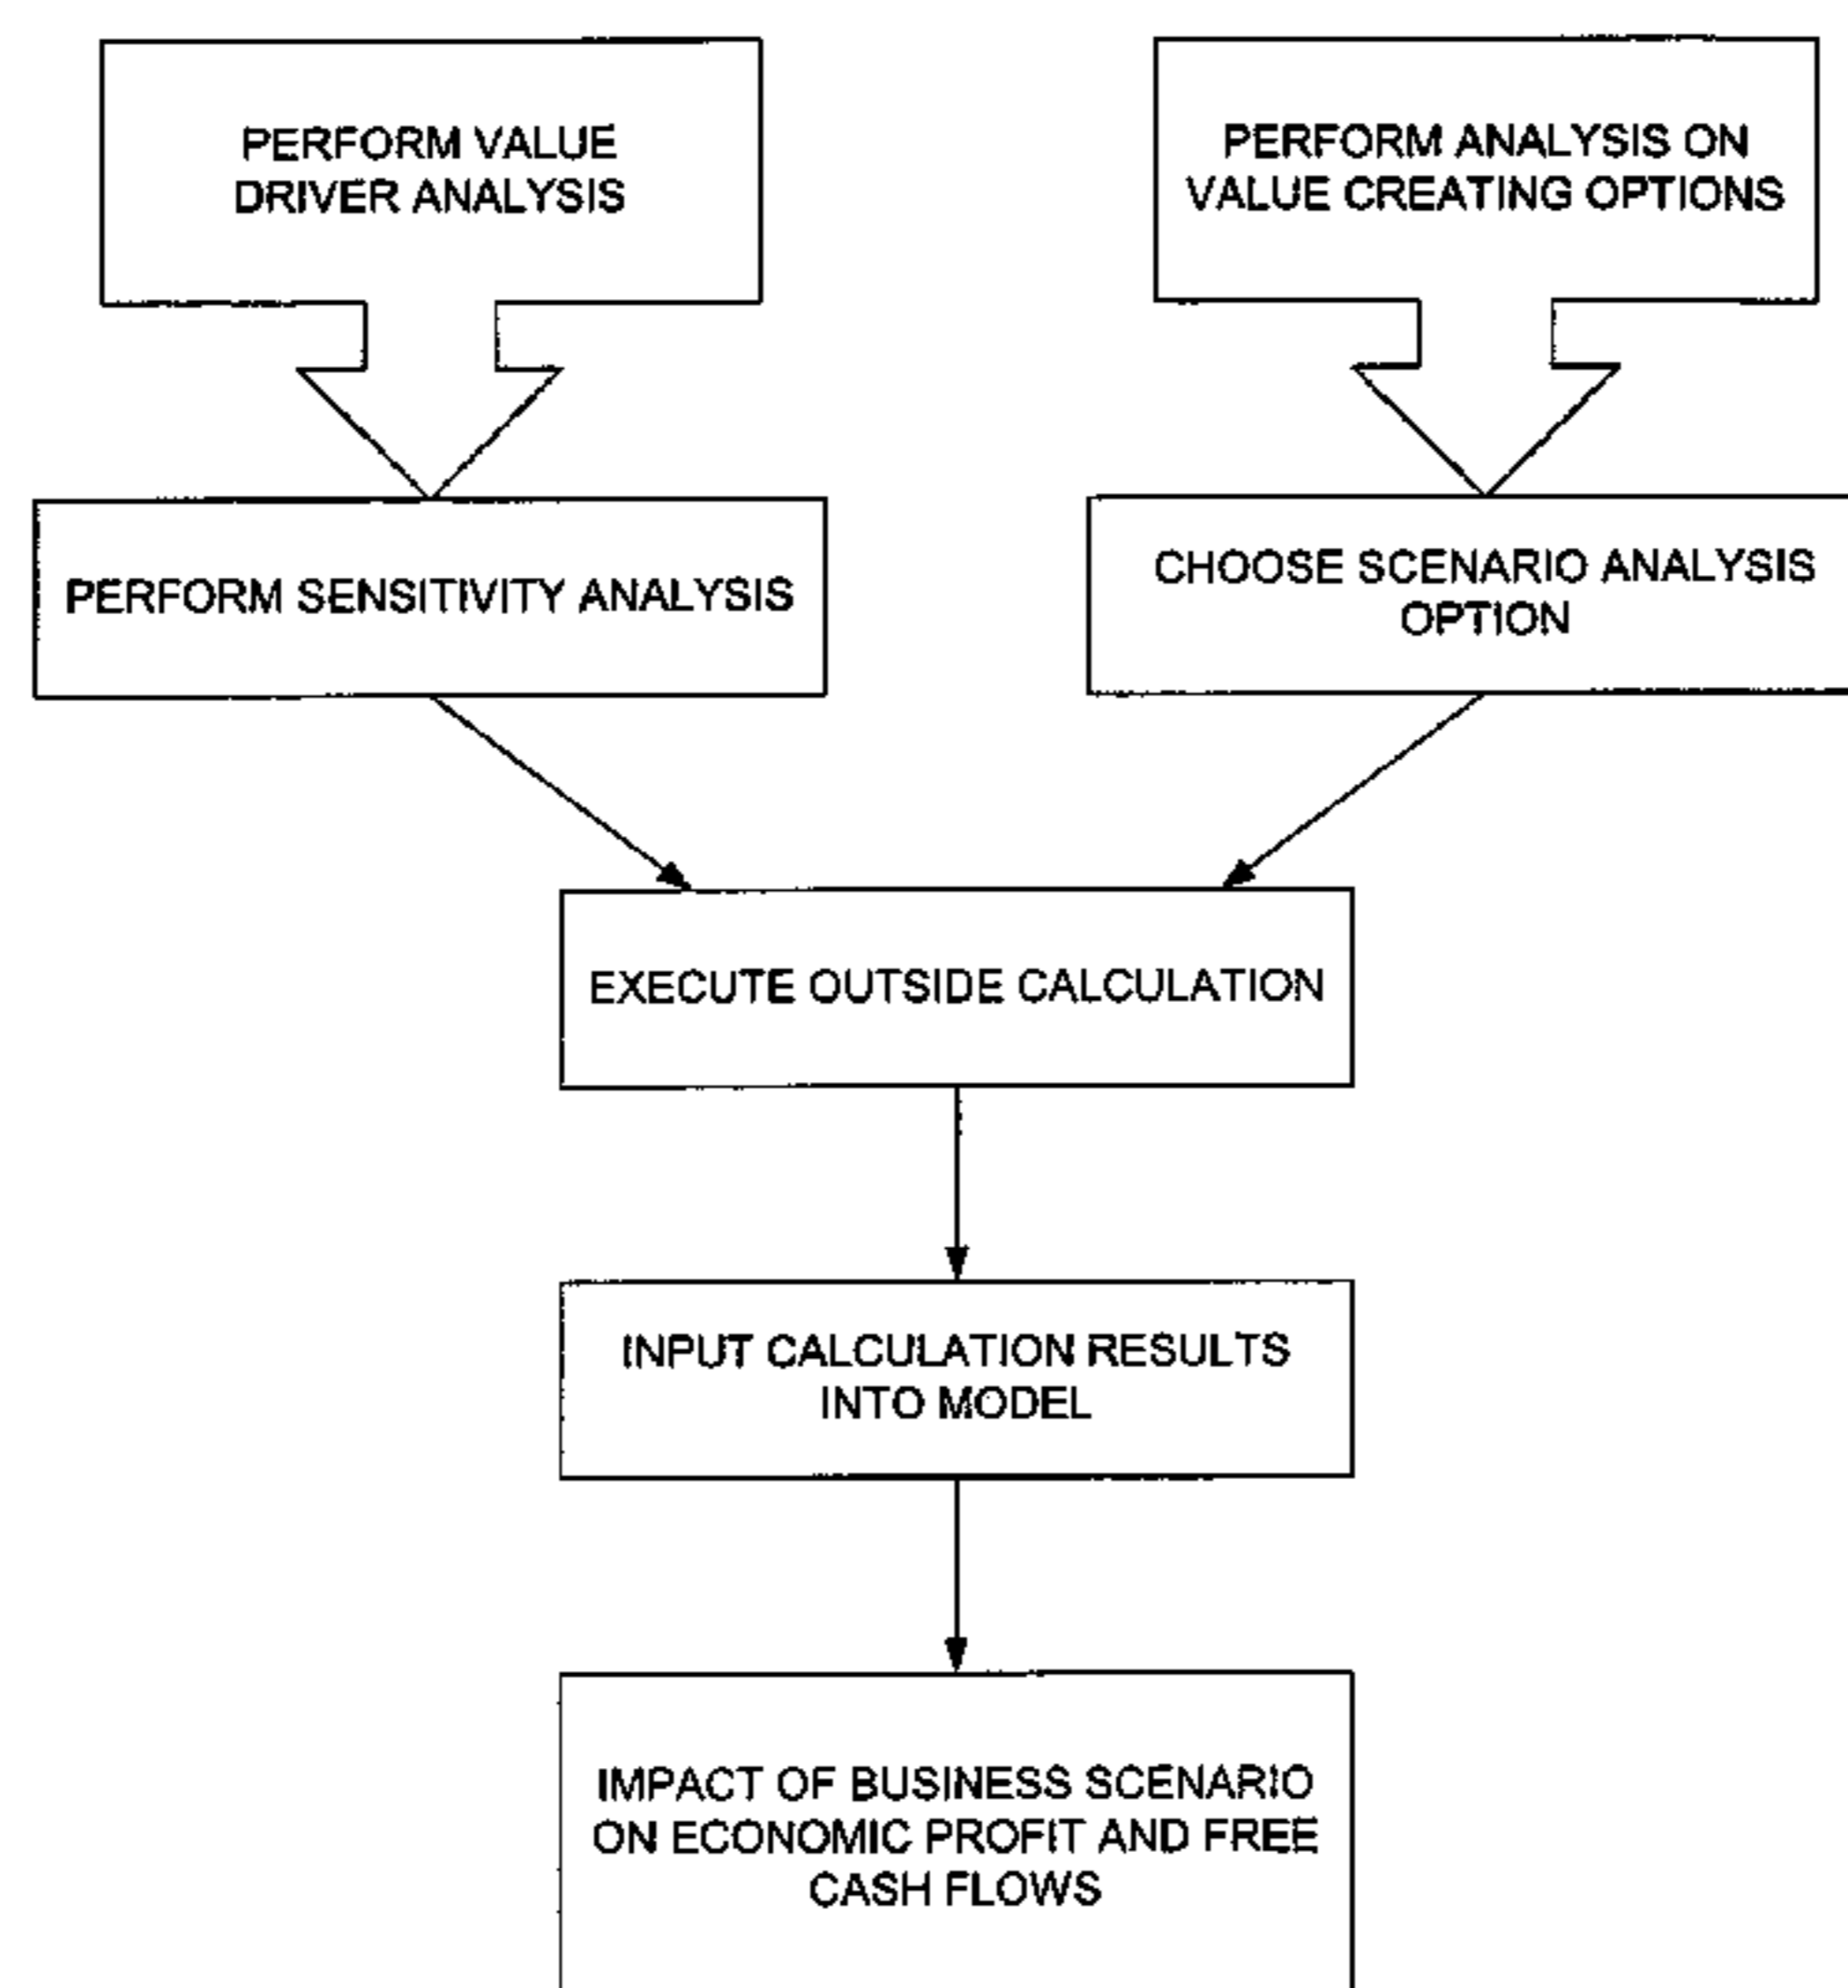 PERFORM VALUE
DRIVER ANALYSIS
PERFORM ANALYSIS ON
VALUE CREATING OPTIONS
PERFORM SENSITIVITY ANALYSIS
CHOOSE SCENARIO ANALYSIS
OPTION
EXECUTE OUTSIDE CALCULATION
INPUT CALCULATION RESULTS
INTO MODEL
IMPACT OF BUSINESS SCENARIO
ON ECONOMIC PROFIT AND FREE
CASH FLOWS